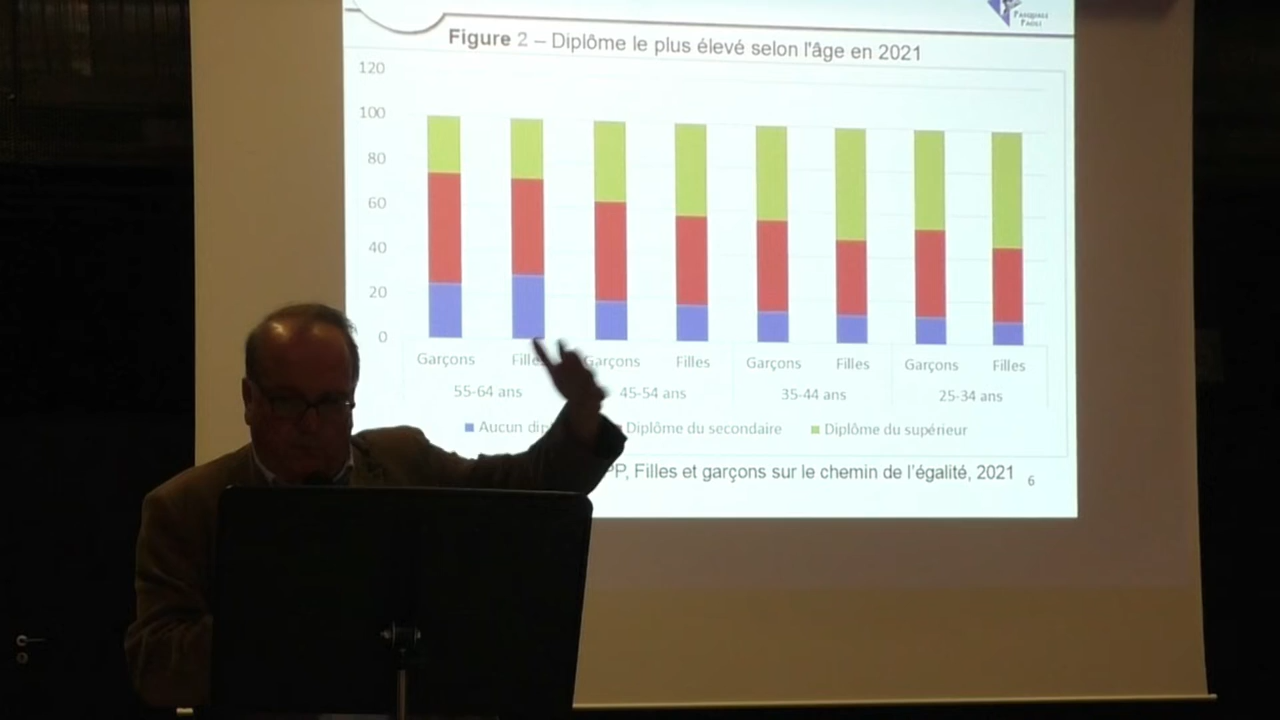 PASQUALE
PAOLI
Figure 2 – Diplôme le plus élevé selon l'âge en 2021
120
100
80
60
40
20
0
Garçons Filles Garçons Filles Garçons Filles Garçons Filles
55-64 ans 45-54 ans 35-44 ans 25-34 ans
Aucun Diplôme du secondaire Diplôme du supérieur
Filles et garçons sur le chemin de l'égalité, 2021 6